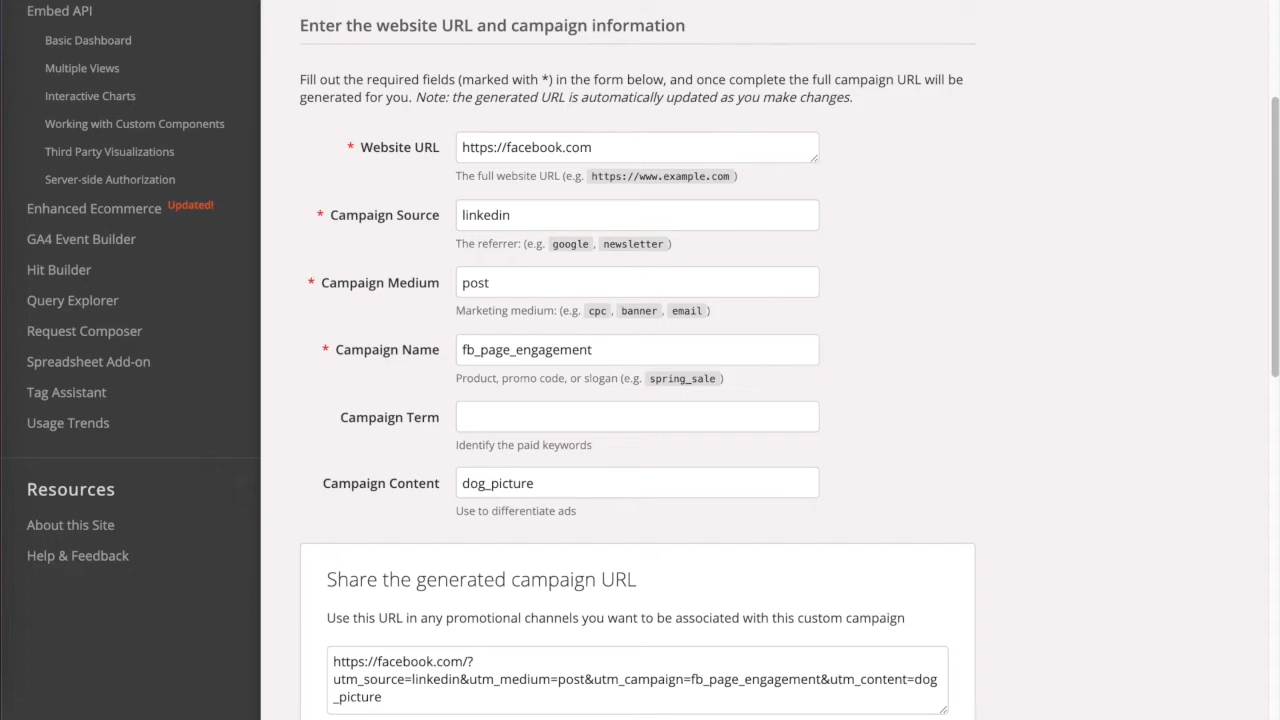 Embed API
Basic Dashboard
Multiple Views
Interactive Charts
Working with Custom Components
Third Party Visualizations
Server-side Authorization
Enhanced Ecommerce Updated!
GA4 Event Builder
Hit Builder
Query Explorer
Request Composer
Spreadsheet Add-on
Tag Assistant
Usage Trends
Resources
About this Site
Help & Feedback
Enter the website URL and campaign information
Fill out the required fields (marked with *) in the form below, and once complete the full campaign URL will be
generated for you. Note: the generated URL is automatically updated as you make changes.
* Website URL https://facebook.com
The full website URL (e.g. https://www.example.com )
* Campaign Source linkedin
The referrer: (e.g. google , newsletter )
* Campaign Medium post
Marketing medium: (e.g. cpc , banner , email )
* Campaign Name fb_page_engagement
Product, promo code, or slogan (e.g. spring_sale )
Campaign Term
Identify the paid keywords
Campaign Content dog_picture
Use to differentiate ads
Share the generated campaign URL
Use this URL in any promotional channels you want to be associated with this custom campaign
https://facebook.com/?
utm_source=linkedin&utm_medium=post&utm_campaign=fb_page_engagement&utm_content=dog
_picture